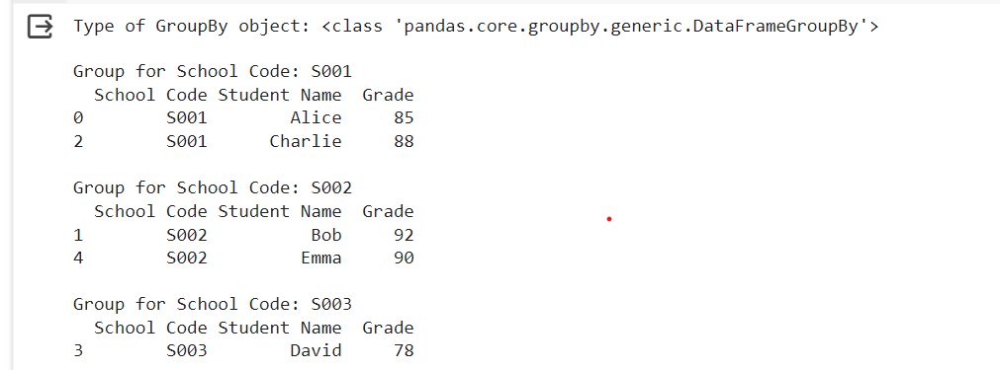 Type of GroupBy object: <class 'pandas.core.groupby.generic.DataFrameGroupBy'>

Group for School Code: S001
  School Code Student Name  Grade
0        S001        Alice     85
2        S001      Charlie     88

Group for School Code: S002
  School Code Student Name  Grade
1        S002          Bob     92
4        S002         Emma     90

Group for School Code: S003
  School Code Student Name  Grade
3        S003        David     78